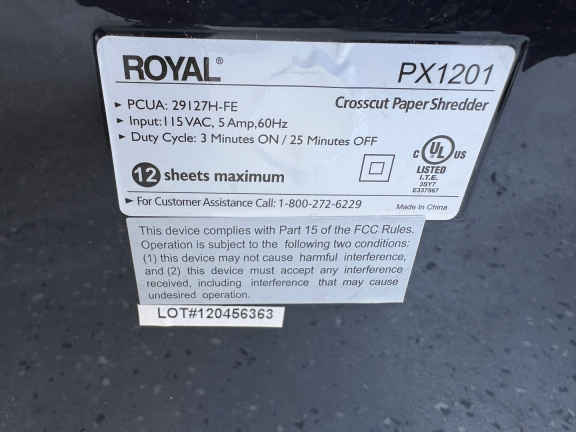 ROYAL® PX1201
▸ PCUA: 29127H-FE Crosscut Paper Shredder
▸ Input: 115 VAC, 5 Amp, 60Hz
▸ Duty Cycle: 3 Minutes ON / 25 Minutes OFF
12 sheets maximum
C UL US
LISTED
I.T.E.
3SY7
E337867
▸ For Customer Assistance Call: 1-800-272-6229 Made In China
This device complies with Part 15 of the FCC Rules.
Operation is subject to the following two conditions:
(1) this device may not cause harmful interference,
and (2) this device must accept any interference
received, including interference that may cause
undesired operation.
LOT#120456363